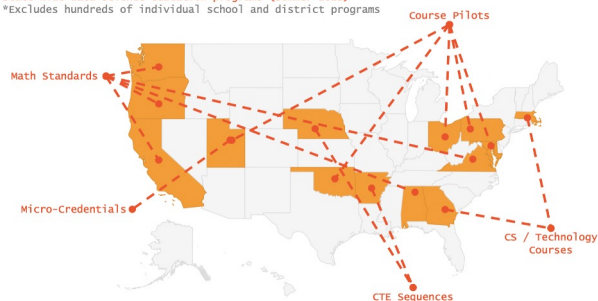 *Excludes hundreds of individual school and district programs
Course Pilots
Math Standards
Micro-Credentials
CS / Technology
Courses
CTE Sequences